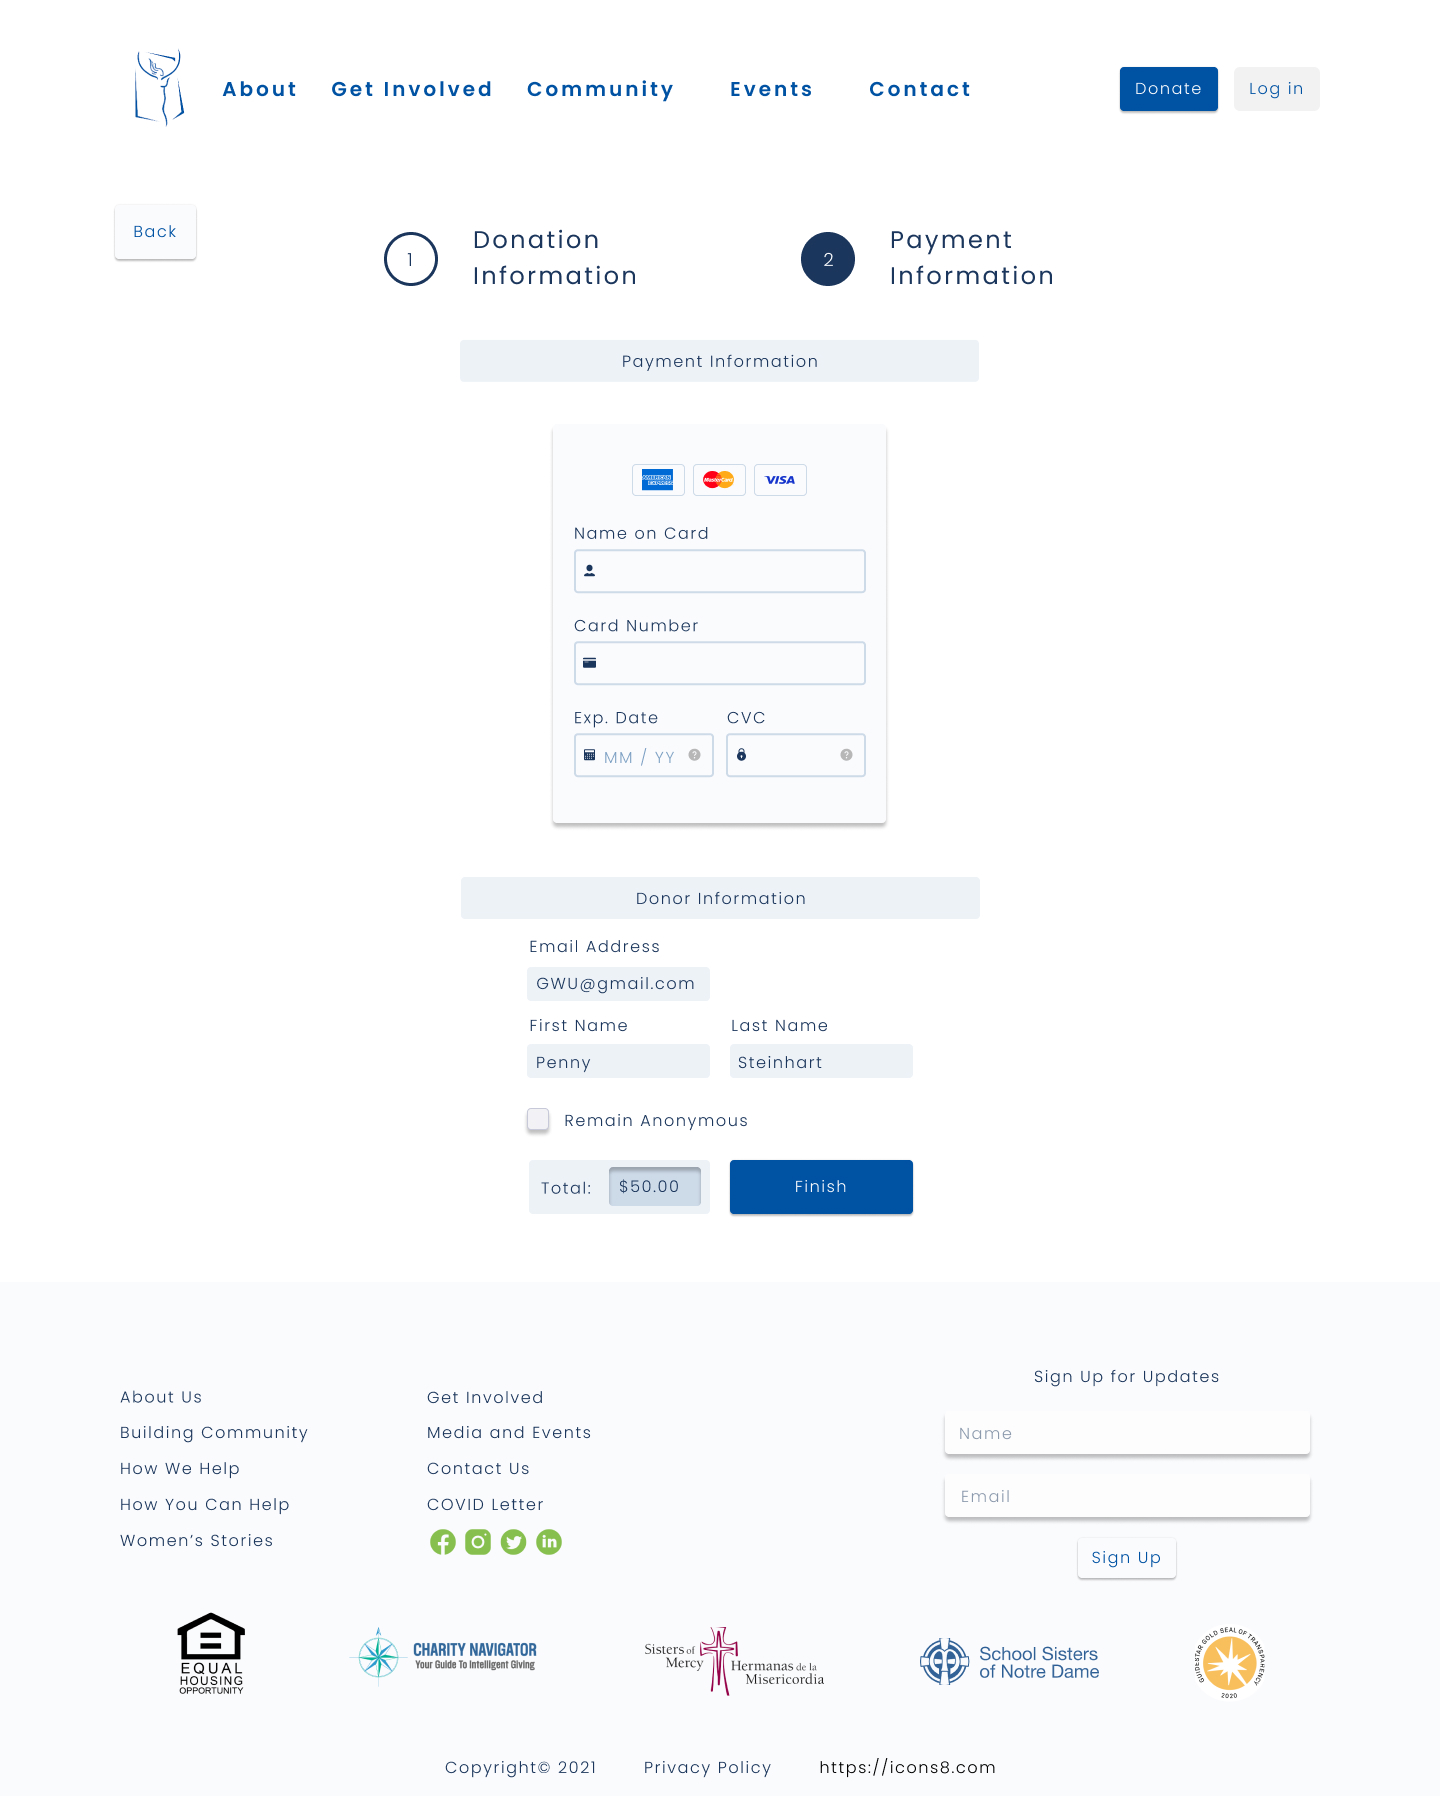 About
Get Involved
Community
Events
Contact
Donate
Log in
Back
1
Donation
Information
2
Payment
Information
Payment Information
AMERICAN
EXPRESS
MasterCard
VISA
Name on Card
Card Number
Exp. Date
CVC
MM / YY
?
?
Donor Information
Email Address
GWU@gmail.com
First Name
Last Name
Penny
Steinhart
Remain Anonymous
Total:
$50.00
Finish
Sign Up for Updates
About Us
Get Involved
Building Community
Media and Events
Name
How We Help
Contact Us
How You Can Help
COVID Letter
Email
Women’s Stories
in
Sign Up
EQUAL
HOUSING
OPPORTUNITY
CHARITY NAVIGATOR
Your Guide To Intelligent Giving
Sisters of
Mercy
Hermanas de la
Misericordia
School Sisters
of Notre Dame
GUIDESTAR GOLD SEAL OF TRANSPARENCY
2020
Copyright© 2021
Privacy Policy
https://icons8.com